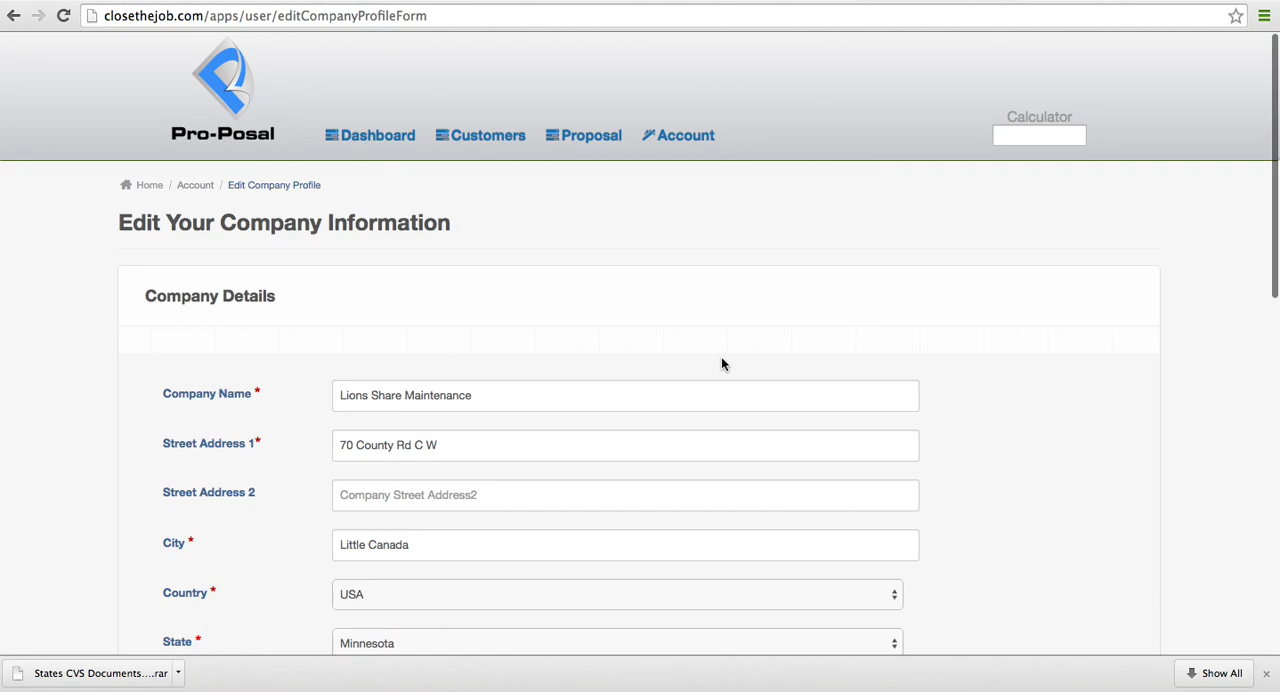 closethejob.com/apps/user/editCompanyProfileForm
Pro-Posal
Dashboard Customers Proposal Account
Calculator
Home / Account / Edit Company Profile
Edit Your Company Information
Company Details
Company Name * Lions Share Maintenance
Street Address 1* 70 County Rd C W
Street Address 2 Company Street Address2
City * Little Canada
Country * USA
State * Minnesota
States CVS Documents....rar Show All